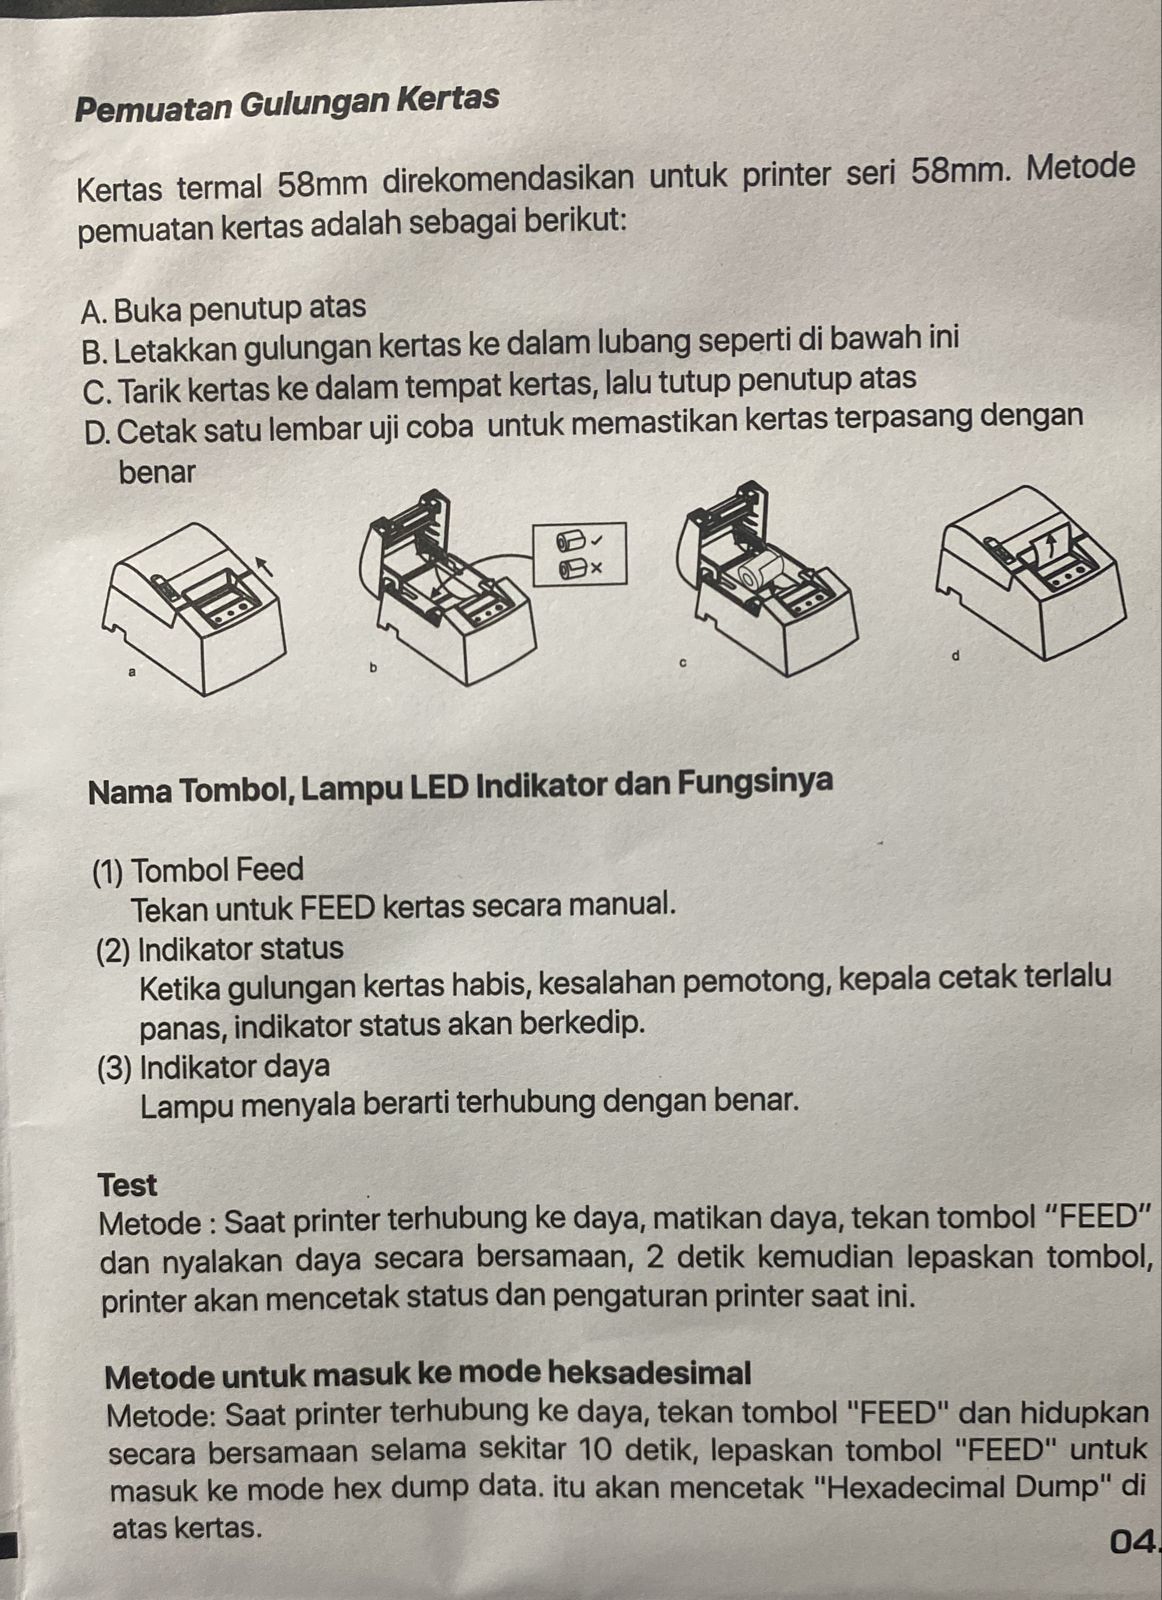 Pemuatan Gulungan Kertas
Kertas termal 58mm direkomendasikan untuk printer seri 58mm. Metode
pemuatan kertas adalah sebagai berikut:
A. Buka penutup atas
B. Letakkan gulungan kertas ke dalam lubang seperti di bawah ini
C. Tarik kertas ke dalam tempat kertas, lalu tutup penutup atas
D. Cetak satu lembar uji coba untuk memastikan kertas terpasang dengan
benar
a
b
c
d
Nama Tombol, Lampu LED Indikator dan Fungsinya
(1) Tombol Feed
Tekan untuk FEED kertas secara manual.
(2) Indikator status
Ketika gulungan kertas habis, kesalahan pemotong, kepala cetak terlalu
panas, indikator status akan berkedip.
(3) Indikator daya
Lampu menyala berarti terhubung dengan benar.
Test
Metode : Saat printer terhubung ke daya, matikan daya, tekan tombol “FEED”
dan nyalakan daya secara bersamaan, 2 detik kemudian lepaskan tombol,
printer akan mencetak status dan pengaturan printer saat ini.
Metode untuk masuk ke mode heksadesimal
Metode: Saat printer terhubung ke daya, tekan tombol "FEED" dan hidupkan
secara bersamaan selama sekitar 10 detik, lepaskan tombol "FEED" untuk
masuk ke mode hex dump data. itu akan mencetak "Hexadecimal Dump" di
atas kertas.
04.